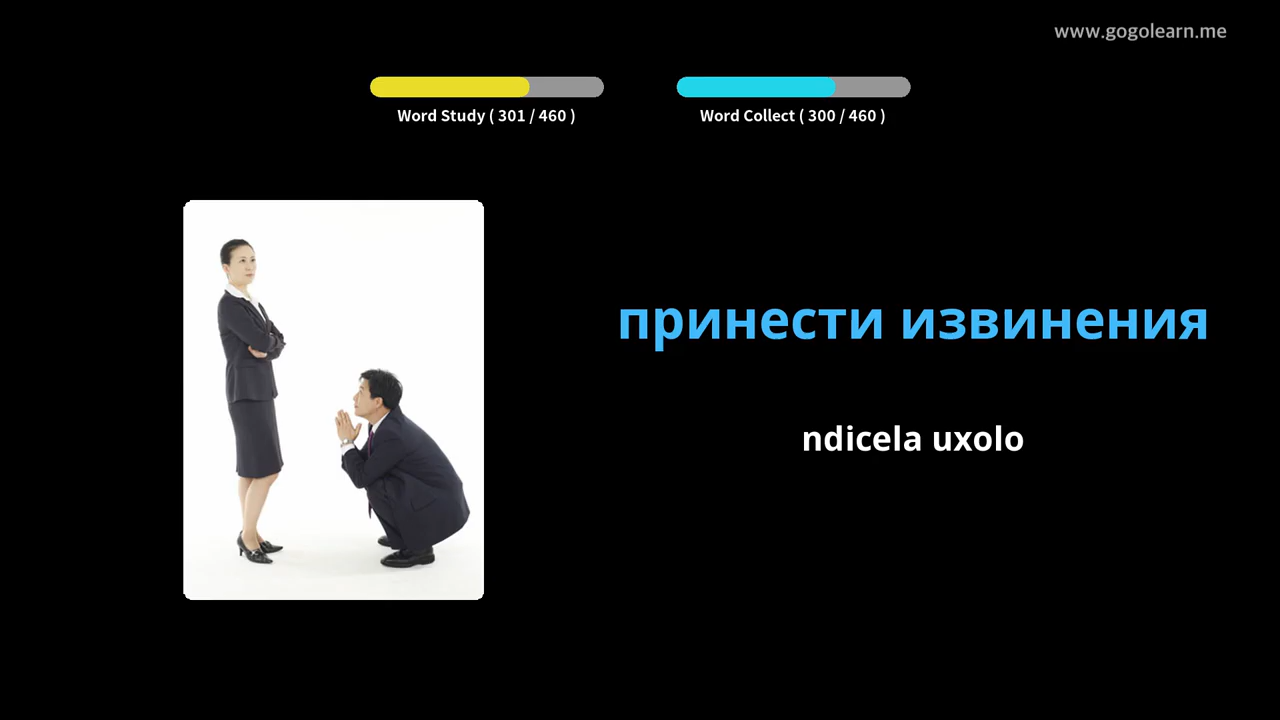 www.gogolearn.me
Word Study ( 301 / 460 )
Word Collect ( 300 / 460 )
принести извинения
ndicela uxolo